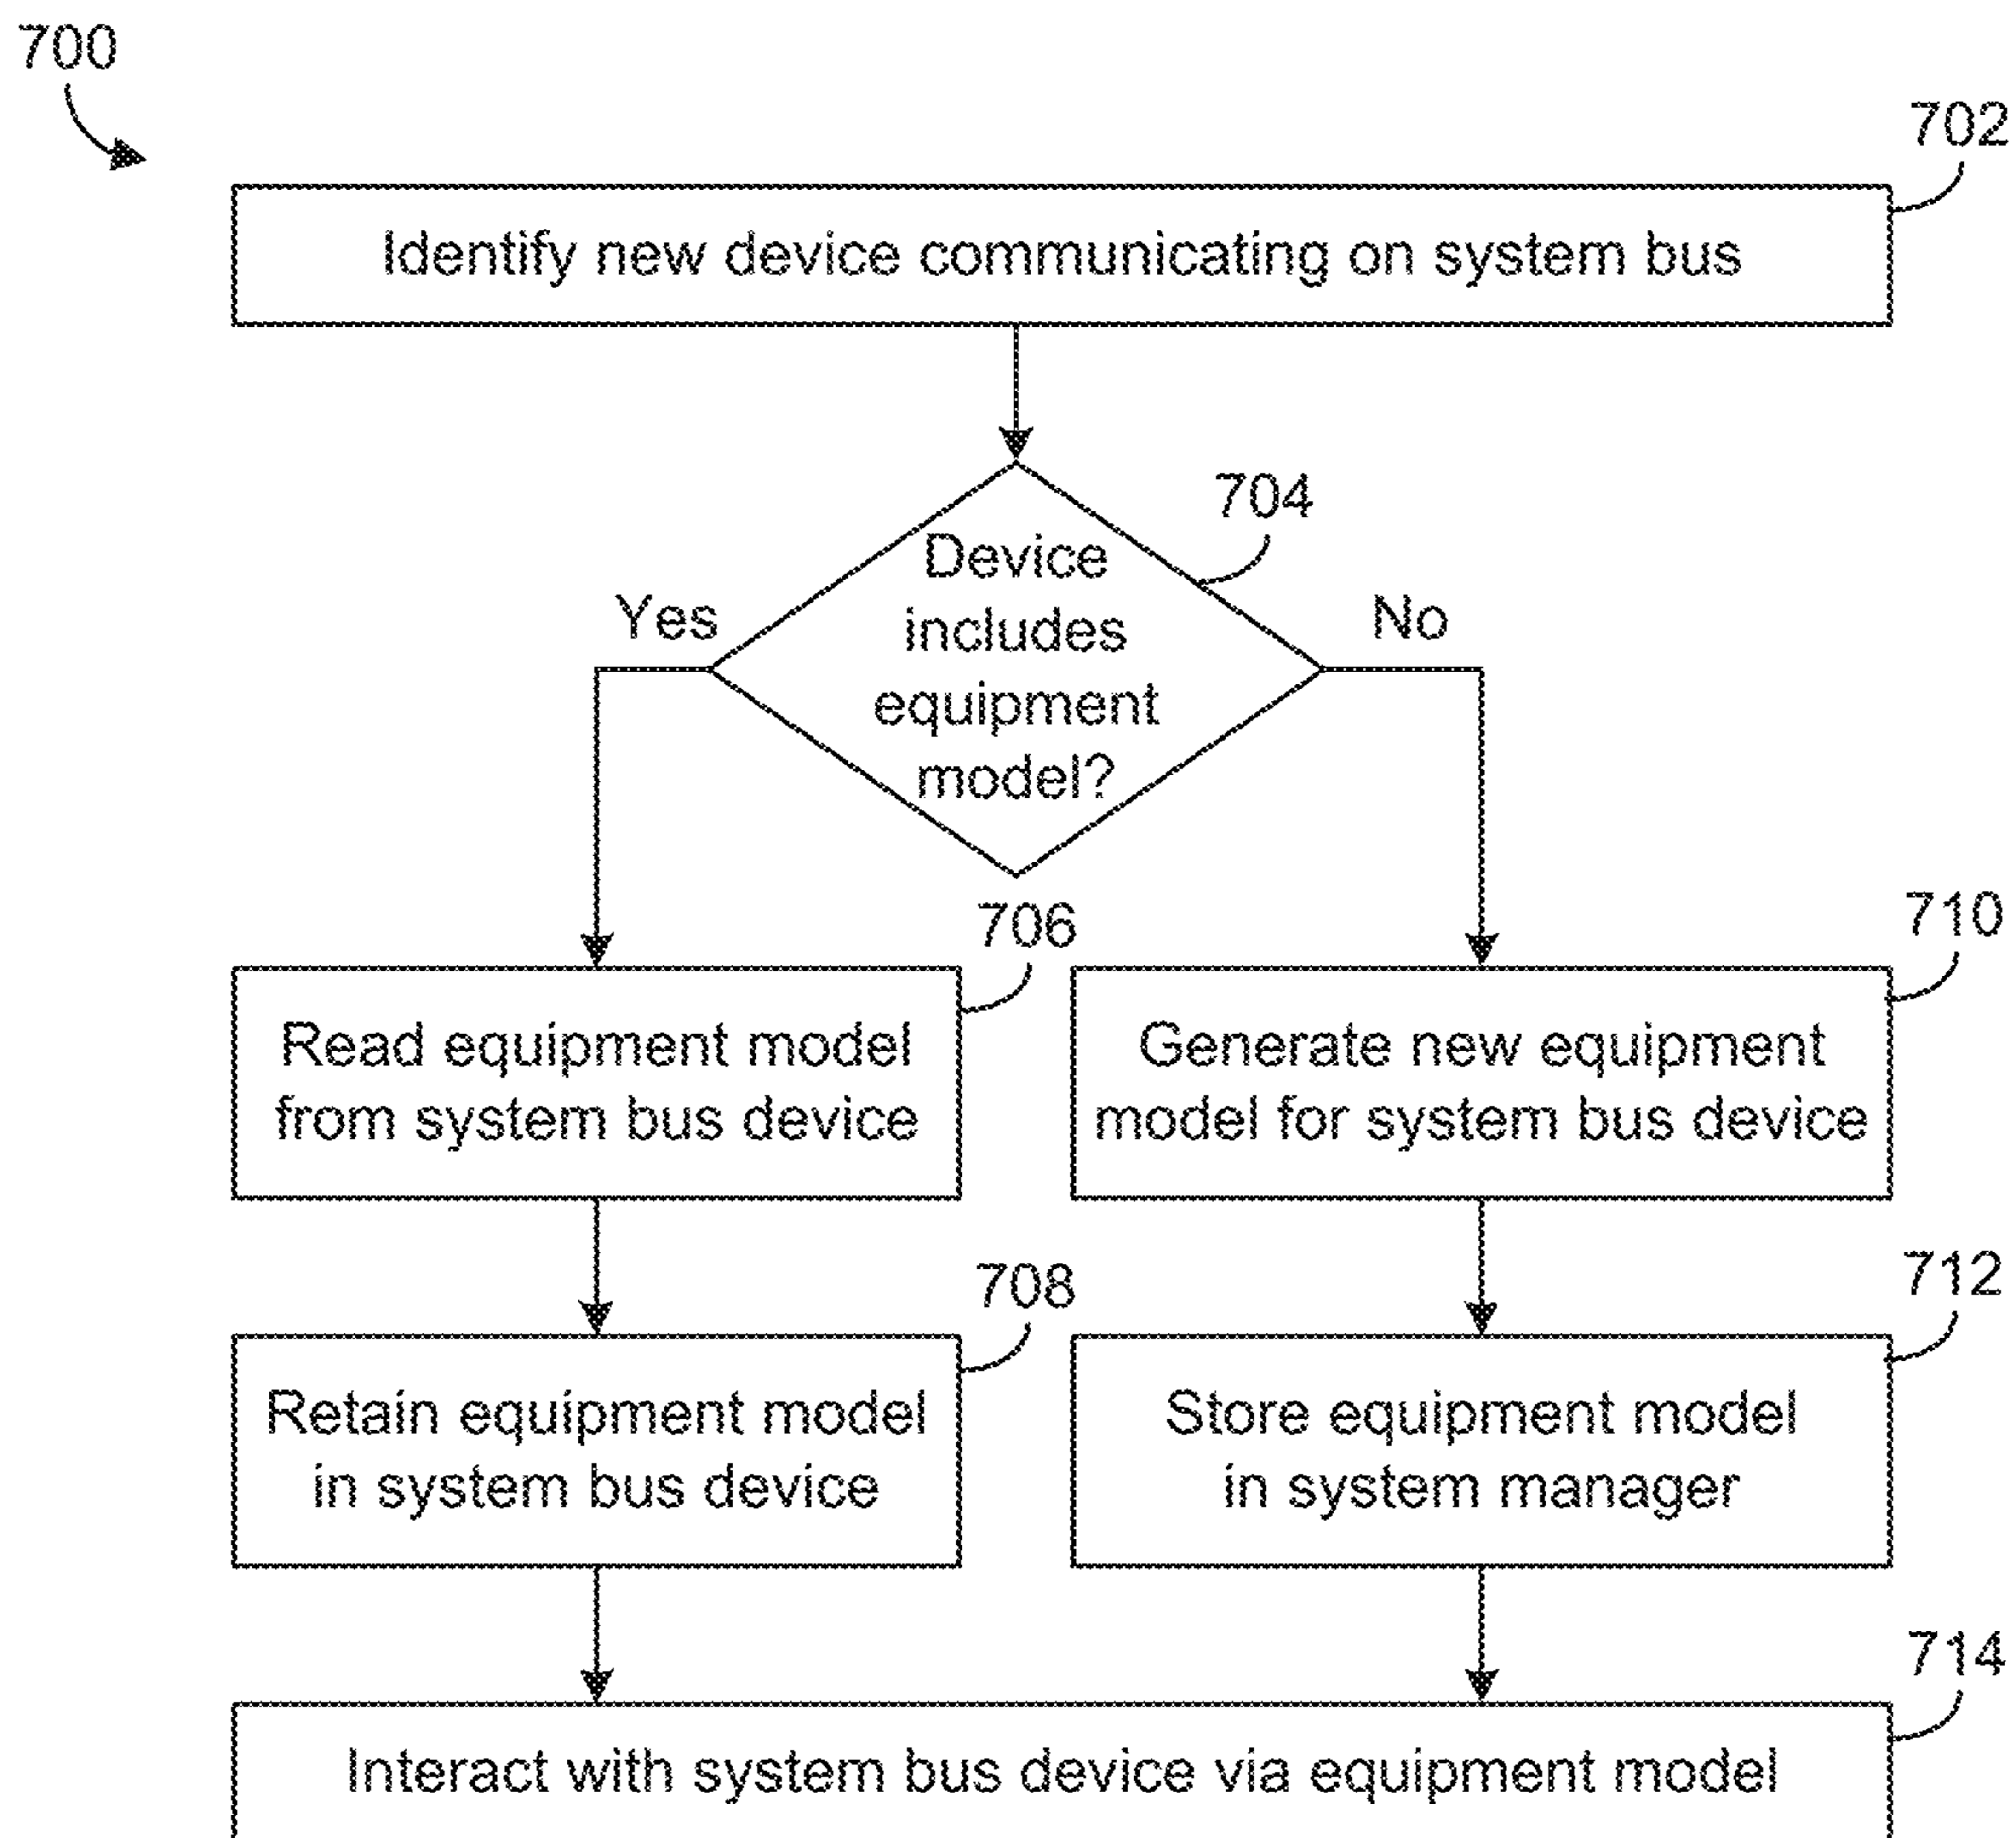 700
702
Identify new device communicating on system bus
704
Device
includes
equipment
model?
Yes
No
706
710
Read equipment model
from system bus device
Generate new equipment
model for system bus device
708
712
Retain equipment model
in system bus device
Store equipment model
in system manager
714
Interact with system bus device via equipment model